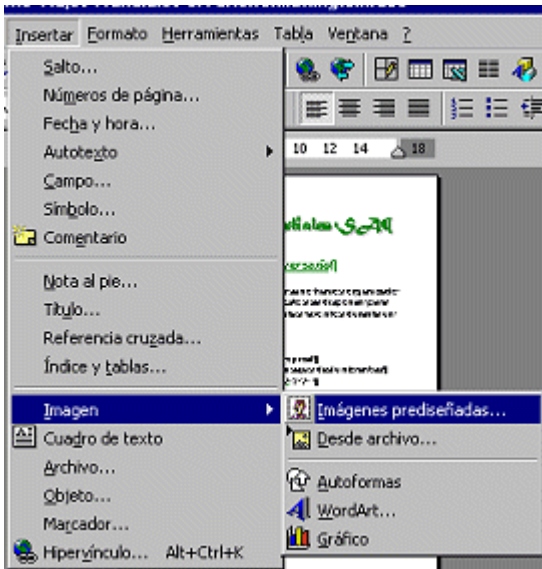 Insertar Formato Herramientas Tabla Ventana ?
Salto...
Números de página...
Fecha y hora...
Autotexto
Campo...
Símbolo...
Comentario
Nota al pie...
Título...
Referencia cruzada...
Índice y tablas...
Imagen
Cuadro de texto
Archivo...
Objeto...
Marcador...
Hipervínculo... Alt+Ctrl+K
10 12 14 18
Imágenes prediseñadas...
Desde archivo...
Autoformas
WordArt...
Gráfico